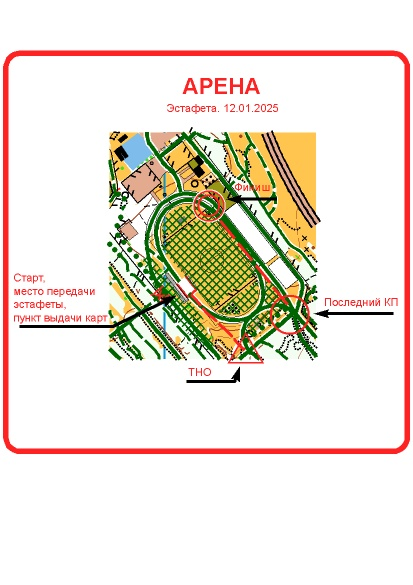 АРЕНА
Эстафета. 12.01.2025
Финиш
Старт,
место передачи
эстафеты,
пункт выдачи карт
Последний КП
ТНО